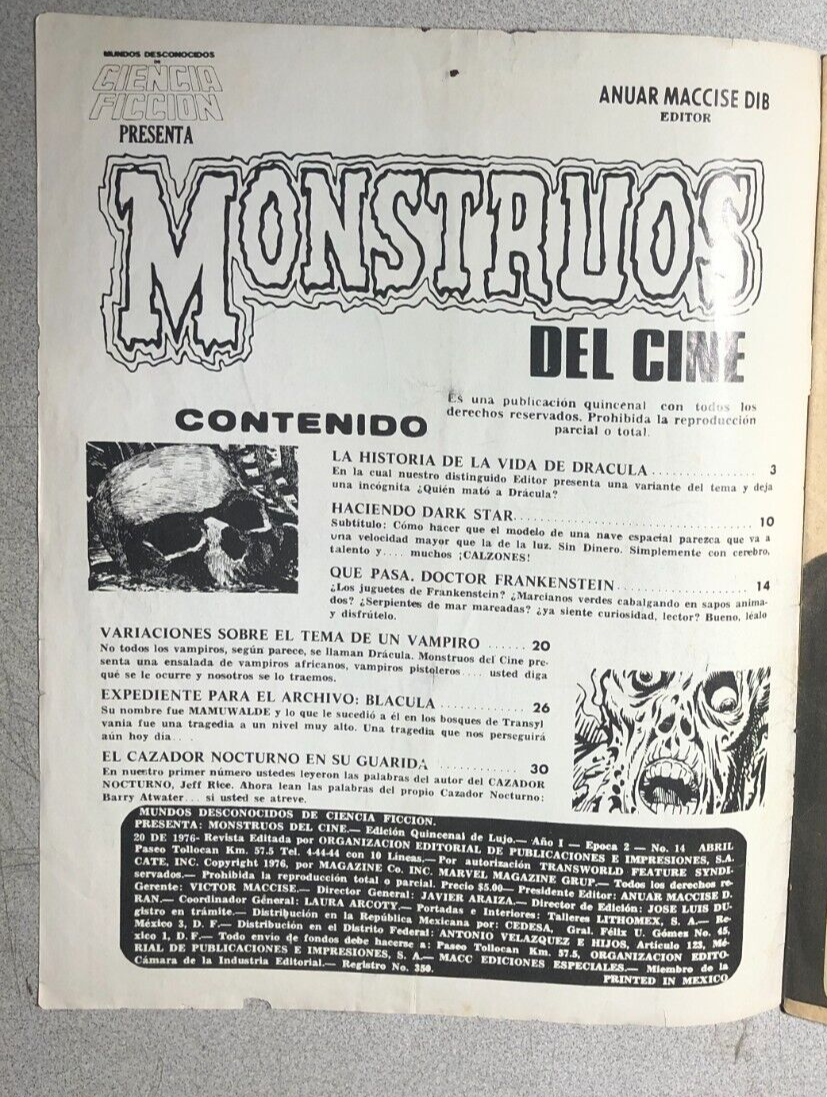 MUNDOS DESCONOCIDOS
DE
CIENCIA
FICCION
PRESENTA
ANUAR MACCISE DIB
EDITOR
MONSTRUOS
DEL CINE
Es una publicación quincenal con todos los
derechos reservados. Prohibida la reproducción
parcial o total.
CONTENIDO
LA HISTORIA DE LA VIDA DE DRACULA ............... 3
En la cual nuestro distinguido Editor presenta una variante del tema y deja
una incógnita ¿Quién mató a Drácula?
HACIENDO DARK STAR............................... 10
Subtítulo: Cómo hacer que el modelo de una nave espacial parezca que va a
una velocidad mayor que la de la luz. Sin Dinero. Simplemente con cerebro,
talento y.... muchos ¡CALZONES!
QUE PASA. DOCTOR FRANKENSTEIN.................. 14
¿Los juguetes de Frankenstein? ¿Marcianos verdes cabalgando en sapos anima-
dos? ¿Serpientes de mar mareadas? ¿ya siente curiosidad, lector? Bueno, léalo
y disfrútelo.
VARIACIONES SOBRE EL TEMA DE UN VAMPIRO ...... 20
No todos los vampiros, según parece, se llaman Drácula. Monstruos del Cine pre-
senta una ensalada de vampiros africanos, vampiros pistoleros.... usted diga
qué se le ocurre y nosotros se lo traemos.
EXPEDIENTE PARA EL ARCHIVO: BLACULA ............ 26
Su nombre fue MAMUWALDE y lo que le sucedió a él en los bosques de Transyl
vania fue una tragedia a un nivel muy alto. Una tragedia que nos perseguirá
aún hoy día....
EL CAZADOR NOCTURNO EN SU GUARIDA ............ 30
En nuestro primer número ustedes leyeron las palabras del autor del CAZADOR
NOCTURNO, Jeff Rice. Ahora lean las palabras del propio Cazador Nocturno:
Barry Atwater... si usted se atreve.
MUNDOS DESCONOCIDOS DE CIENCIA FICCION.
PRESENTA: MONSTRUOS DEL CINE.— Edición Quincenal de Lujo.— Año I — Epoca 2 — No. 14 ABRIL
20 DE 1976- Revista Editada por ORGANIZACION EDITORIAL DE PUBLICACIONES E IMPRESIONES, S.A.
Paseo Tollocan Km. 57.5 Tel. 4-44-44 con 10 Líneas.— Por autorización TRANSWORLD FEATURE SYNDI-
CATE, INC. Copyright 1976, por MAGAZINE Co. INC. MARVEL MAGAZINE GRUP.— Todos los derechos re-
servados.— Prohibida la reproducción total o parcial. Precio $5.00— Presidente Editor: ANUAR MACCISE D.
Gerente: VICTOR MACCISE.— Director General: JAVIER ARAIZA.— Director de Edición: JOSE LUIS DU-
RAN.— Coordinador Géneral: LAURA ARCOTT.— Portadas e Interiores: Talleres LITHOMEX, S. A.— Re-
gistro en trámite.— Distribución en la República Mexicana por: CEDESA, Gral. Félix U. Gómez No. 45,
México 3, D. F.— Distribución en el Distrito Federal: ANTONIO VELAZQUEZ E HIJOS, Artículo 123, Mé-
xico 1, D.F.— Todo envío de fondos debe hacerse a: Paseo Tollocan Km. 57.5, ORGANIZACION EDITO-
RIAL DE PUBLICACIONES E IMPRESIONES, S. A.— MACC EDICIONES ESPECIALES.— Miembro de la
Cámara de la Industria Editorial.— Registro No. 350.
PRINTED IN MEXICO